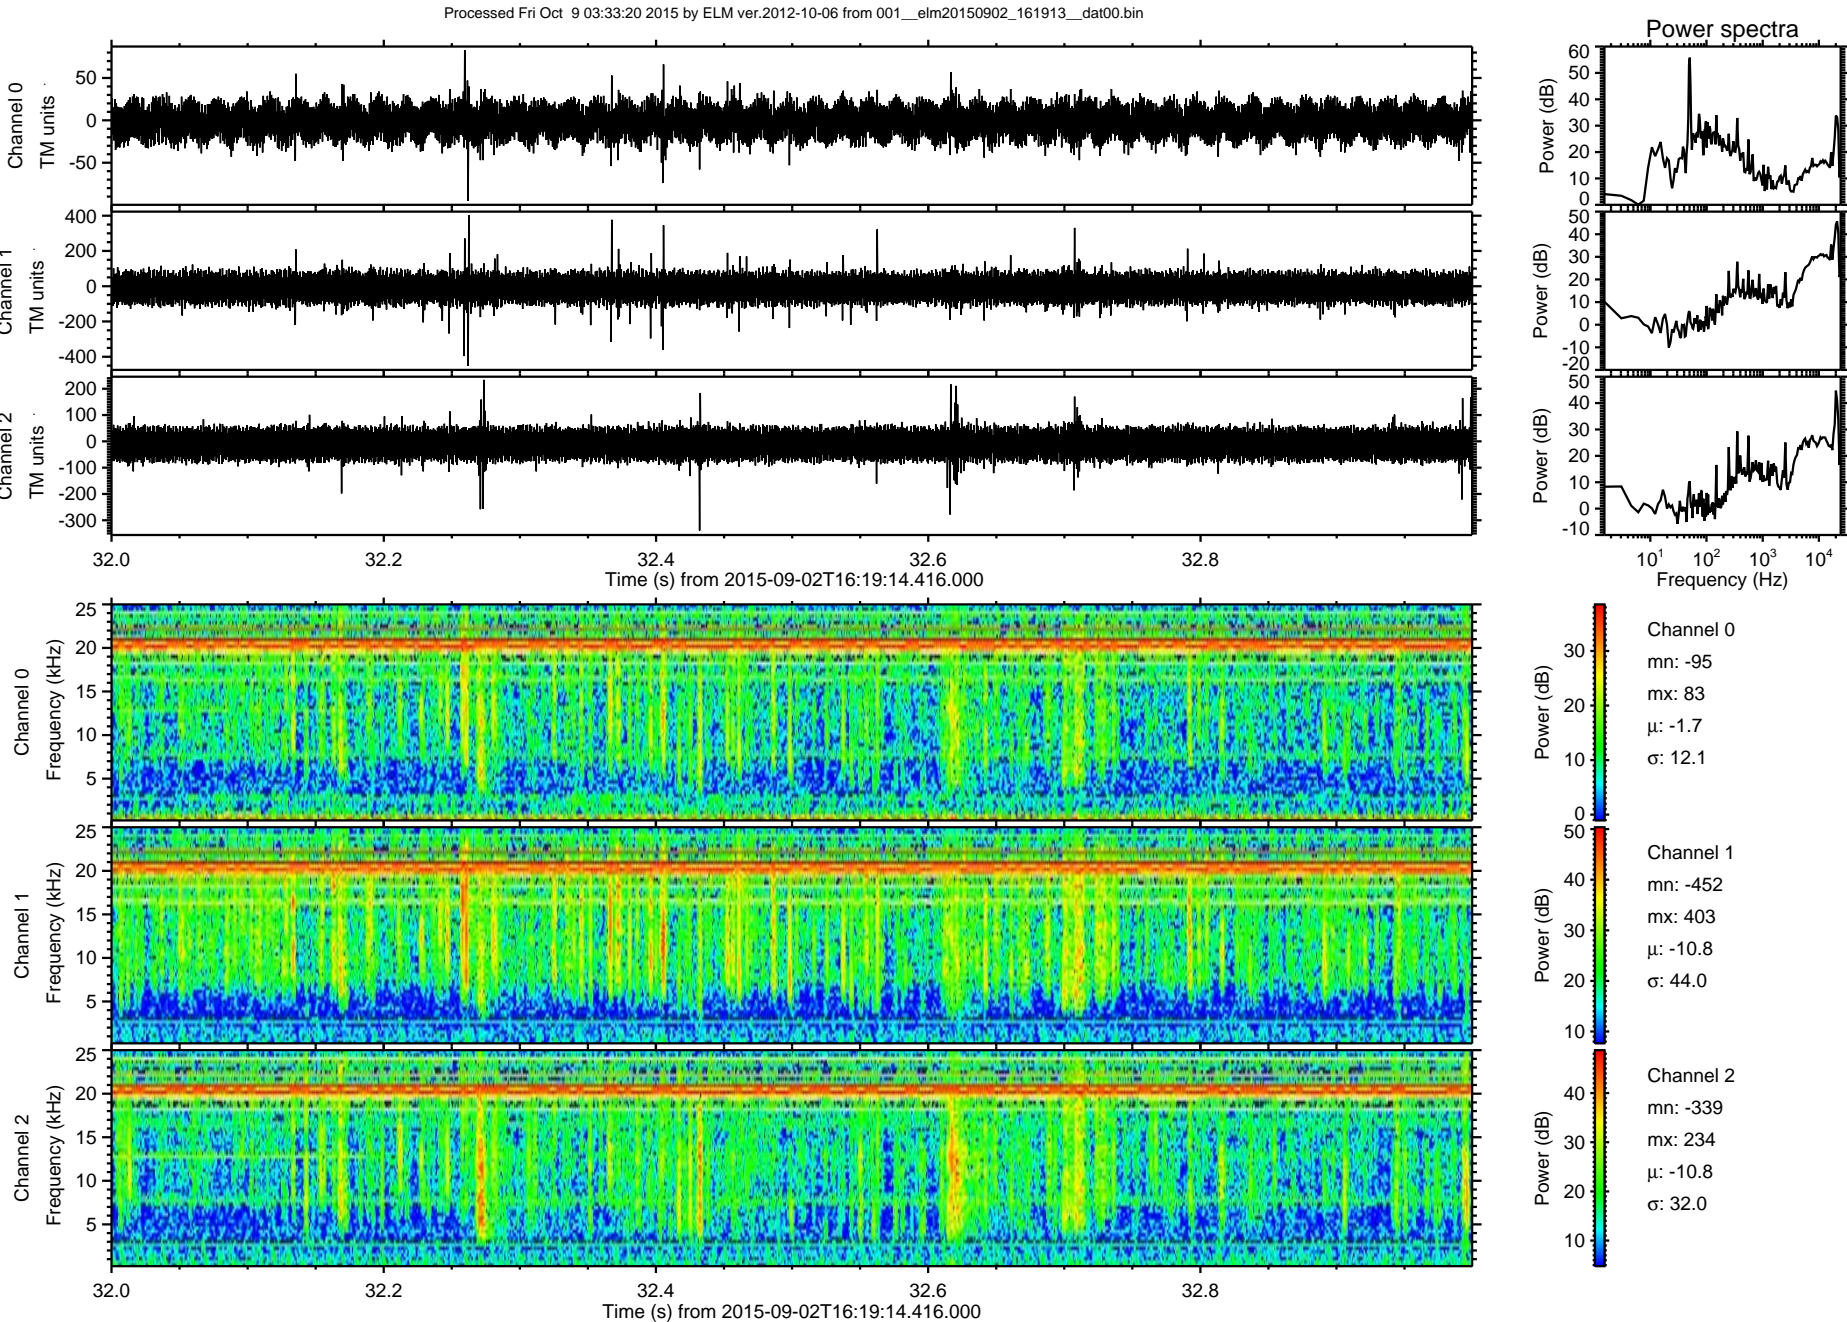 Processed Fri Oct 9 03:33:20 2015 by ELM ver.2012-10-06 from 001__elm20150902_161913__dat00.bin
Power spectra
Channel 0
TM units
50
0
-50
Power (dB)
60
50
40
30
20
10
0
Channel 1
TM units
400
200
0
-200
-400
Power (dB)
50
40
30
20
10
0
-10
-20
Channel 2
TM units
200
100
0
-100
-200
-300
Power (dB)
50
40
30
20
10
0
-10
32.0 32.2 32.4 32.6 32.8
Time (s) from 2015-09-02T16:19:14.416.000
10^1 10^2 10^3 10^4
Frequency (Hz)
Channel 0
Frequency (kHz)
25
20
15
10
5
Power (dB)
30
20
10
0
Channel 0
mn: -95
mx: 83
μ: -1.7
σ: 12.1
Channel 1
Frequency (kHz)
25
20
15
10
5
Power (dB)
50
40
30
20
10
Channel 1
mn: -452
mx: 403
μ: -10.8
σ: 44.0
Channel 2
Frequency (kHz)
25
20
15
10
5
Power (dB)
40
30
20
10
Channel 2
mn: -339
mx: 234
μ: -10.8
σ: 32.0
32.0 32.2 32.4 32.6 32.8
Time (s) from 2015-09-02T16:19:14.416.000